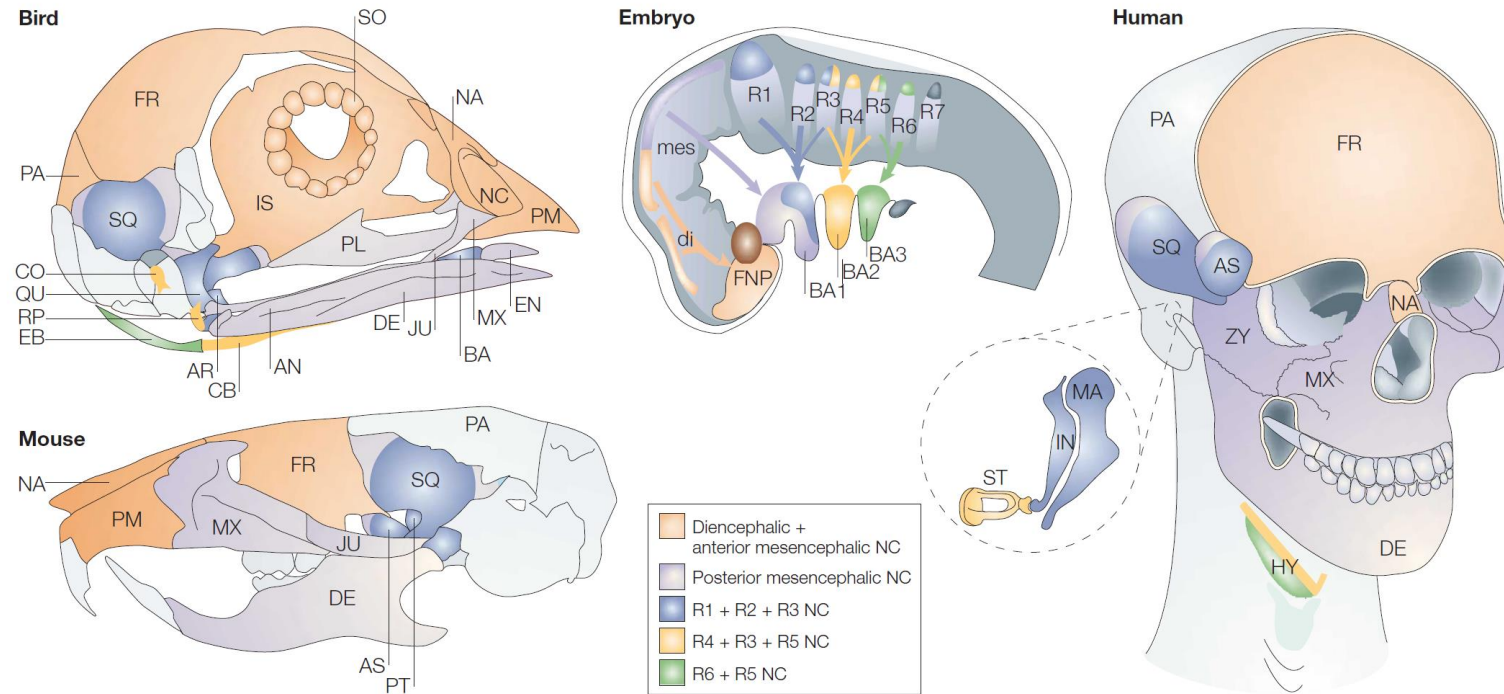 Bird
SO
FR
NA
PA
SQ
IS
NC
PM
PL
CO
QU
RP
EB
AR
CB
AN
DE
JU
BA
MX
EN
Embryo
R1
R2
R3
R4
R5
R6
R7
mes
di
FNP
BA1
BA2
BA3
Human
PA
FR
SQ
AS
NA
ZY
MX
DE
HY
MA
IN
ST
Mouse
NA
PM
MX
FR
JU
SQ
PA
DE
AS
PT
Diencephalic +
anterior mesencephalic NC
Posterior mesencephalic NC
R1 + R2 + R3 NC
R4 + R3 + R5 NC
R6 + R5 NC